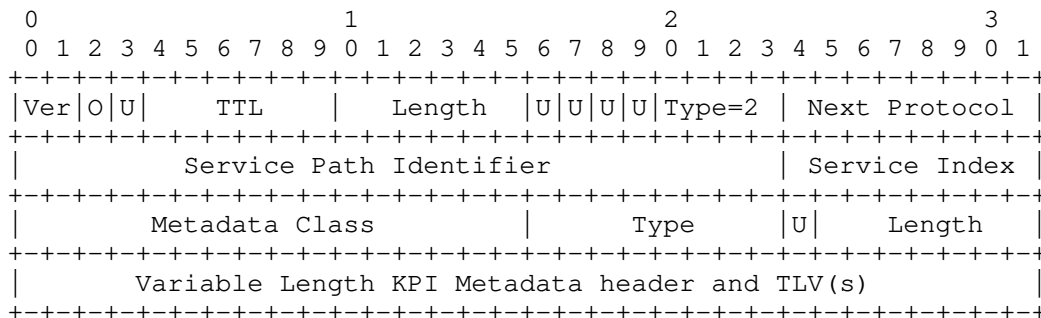 0                   1                   2                   3
 0 1 2 3 4 5 6 7 8 9 0 1 2 3 4 5 6 7 8 9 0 1 2 3 4 5 6 7 8 9 0 1
+-+-+-+-+-+-+-+-+-+-+-+-+-+-+-+-+-+-+-+-+-+-+-+-+-+-+-+-+-+-+-+-+
|Ver|O|U|    TTL    |   Length  |U|U|U|U|Type=2 | Next Protocol |
+-+-+-+-+-+-+-+-+-+-+-+-+-+-+-+-+-+-+-+-+-+-+-+-+-+-+-+-+-+-+-+-+
|          Service Path Identifier              | Service Index |
+-+-+-+-+-+-+-+-+-+-+-+-+-+-+-+-+-+-+-+-+-+-+-+-+-+-+-+-+-+-+-+-+
|        Metadata Class         |      Type     |U|    Length   |
+-+-+-+-+-+-+-+-+-+-+-+-+-+-+-+-+-+-+-+-+-+-+-+-+-+-+-+-+-+-+-+-+
|       Variable Length KPI Metadata header and TLV(s)          |
+-+-+-+-+-+-+-+-+-+-+-+-+-+-+-+-+-+-+-+-+-+-+-+-+-+-+-+-+-+-+-+-+